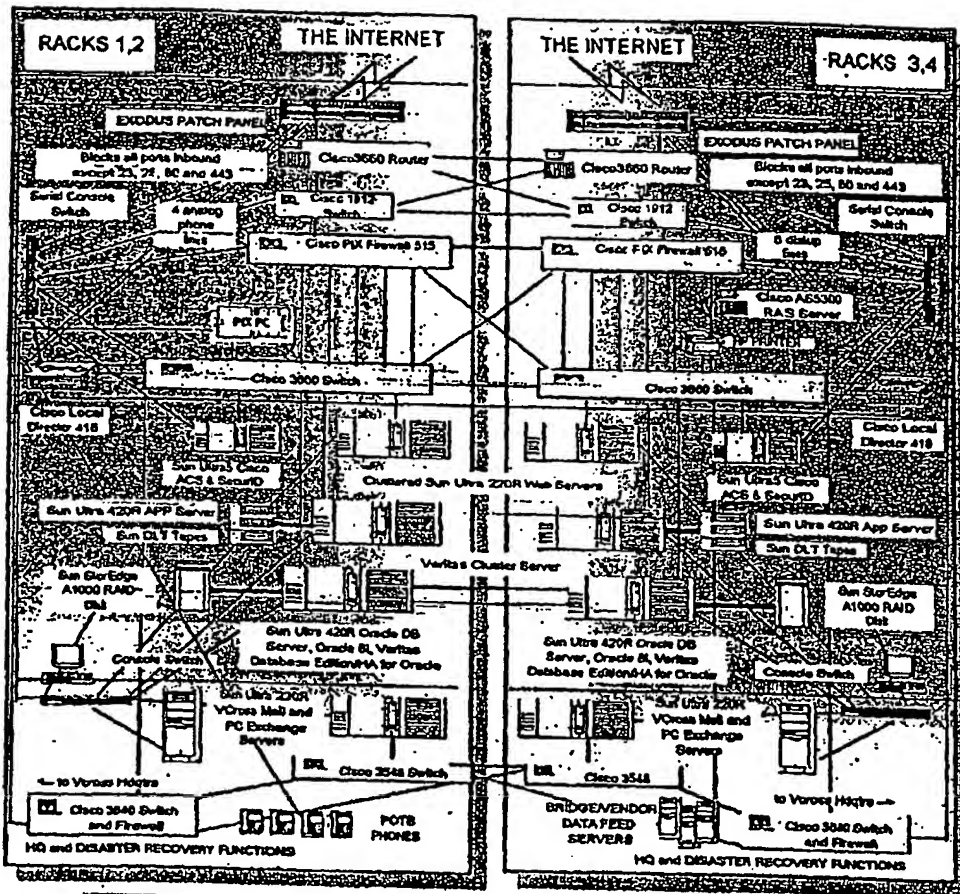 RACKS 1,2
THE INTERNET
EXODUS PATCH PANEL
Cisco3660 Router
Blocks all ports Inbound
except 23, 25, 80 and 443
Serial Console
Switch
4 analog
phone
lines
Cisco 1912
Switch
Cisco PIX Firewall 515
PIX PC
Switch
Cisco Local
Director 416
Sun Ultra5 Cisco
ACS & SecurID
Clustered Sun Ultra 220R Web Servers
Sun Ultra 420R APP Server
Sun DLT Tapes
Veritas Cluster Server
Sun StorEdge
A1000 RAID
Disk
Sun Ultra 420R Oracle DB
Server, Oracle 8i, Veritas
Database Edition/HA for Oracle
Console Switch
Sun Ultra 220R
VCross Mail and
PC Exchange
Servers
Cisco 3548 Switch
<— to Vcross Hdqtrs
Cisco 3640 Switch
and Firewall
POTS
PHONES
HQ and DISASTER RECOVERY FUNCTIONS
THE INTERNET
RACKS 3,4
EXODUS PATCH PANEL
Cisco3660 Router
Blocks all ports Inbound
except 23, 25, 80 and 443
Serial Console
Switch
Cisco 1912
Switch
Cisco PIX Firewall 515
8 dialup
lines
Cisco AS5300
RAS Server
HP PRINTER
Switch
Cisco Local
Director 416
Sun Ultra5 Cisco
ACS & SecurID
Sun Ultra 420R App Server
Sun DLT Tapes
Sun StorEdge
A1000 RAID
Disk
Sun Ultra 420R Oracle DB
Server, Oracle 8i, Veritas
Database Edition/HA for Oracle
Console Switch
Sun Ultra 220R
VCross Mail and
PC Exchange
Servers
Cisco 3548
to Vcross Hdqtrs —>
BRIDGE/VENDOR
DATA FEED
SERVERS
Cisco 3640 Switch
and Firewall
HQ and DISASTER RECOVERY FUNCTIONS